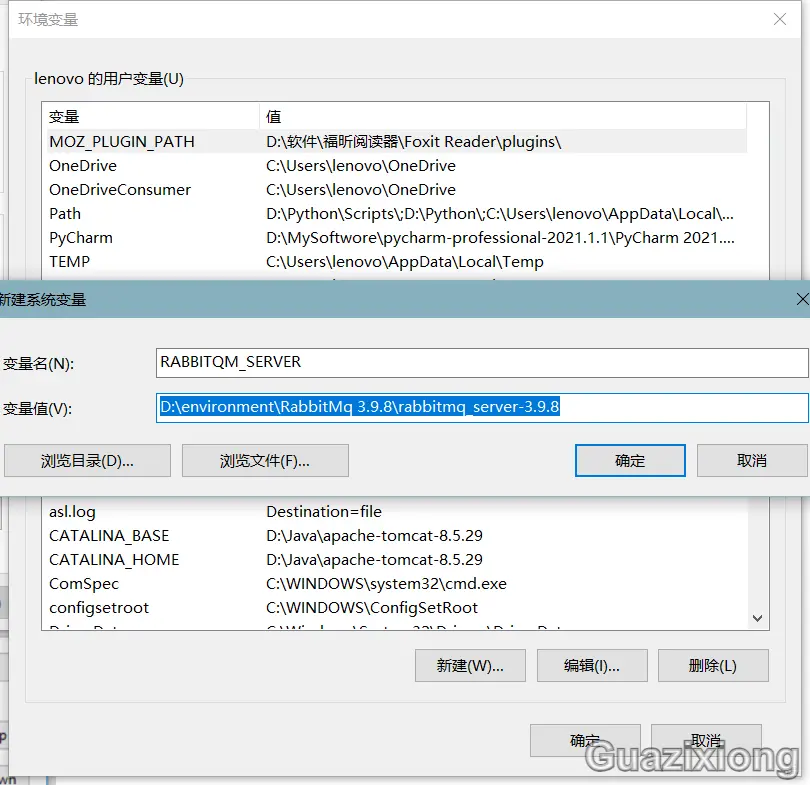 环境变量
lenovo 的用户变量(U)
变量 值
MOZ_PLUGIN_PATH D:\软件\福昕阅读器\Foxit Reader\plugins\
OneDrive C:\Users\lenovo\OneDrive
OneDriveConsumer C:\Users\lenovo\OneDrive
Path D:\Python\Scripts\;D:\Python\;C:\Users\lenovo\AppData\Local\...
PyCharm D:\MySoftwore\pycharm-professional-2021.1.1\PyCharm 2021....
TEMP C:\Users\lenovo\AppData\Local\Temp
新建系统变量
变量名(N): RABBITQM_SERVER
变量值(V): D:\environment\RabbitMq 3.9.8\rabbitmq_server-3.9.8
浏览目录(D)... 浏览文件(F)... 确定 取消
asl.log Destination=file
CATALINA_BASE D:\Java\apache-tomcat-8.5.29
CATALINA_HOME D:\Java\apache-tomcat-8.5.29
ComSpec C:\WINDOWS\system32\cmd.exe
configsetroot C:\WINDOWS\ConfigSetRoot
新建(W)... 编辑(I)... 删除(L)
确定 取消
Guazixiong